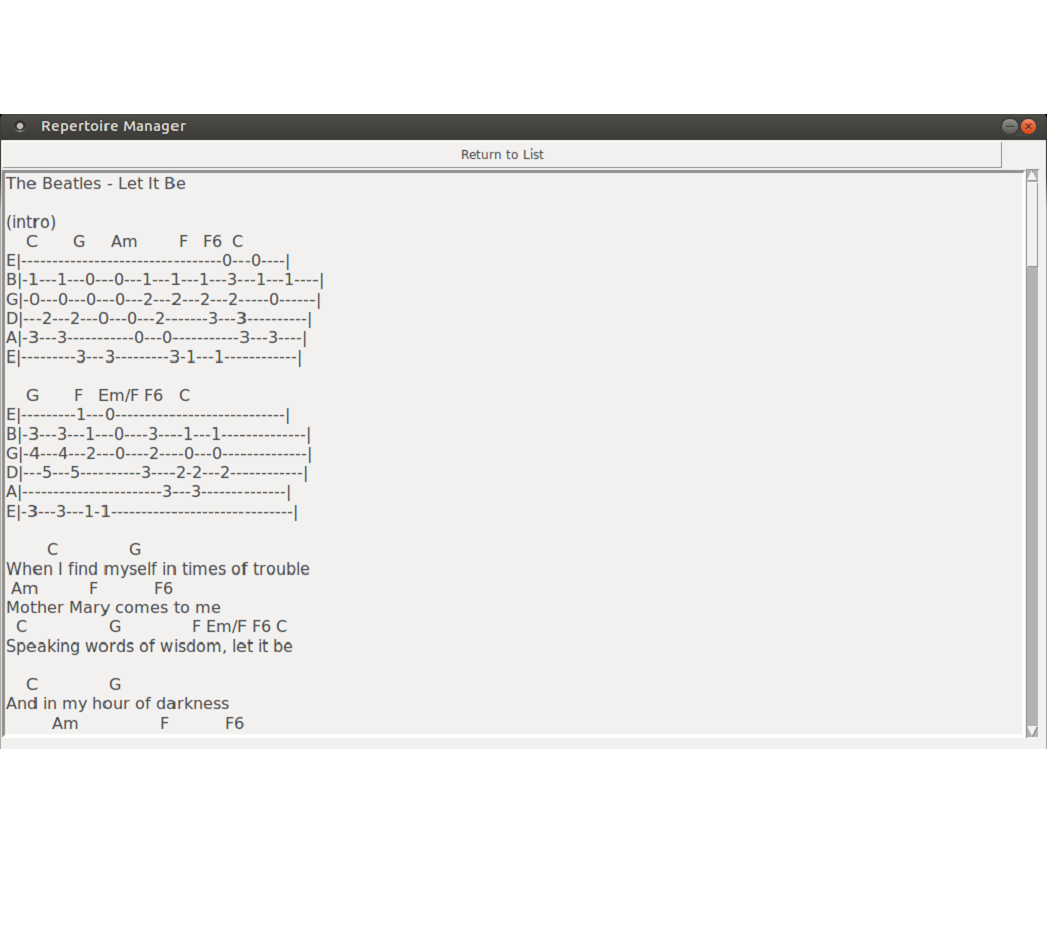 Repertoire Manager
Return to List
The Beatles - Let It Be
(intro)
C G Am F F6 C
E|---------------------------------0---0----|
B|-1---1---0---0---1---1---1---3---1---1----|
G|-0---0---0---0---2---2---2---2-----0------|
D|---2---2---0---0---2-------3---3----------|
A|-3---3-----------0---0-----------3---3----|
E|---------3---3---------3-1---1------------|
G F Em/F F6 C
E|---------1---0----------------------------|
B|-3---3---1---0----3----1---1--------------|
G|-4---4---2---0----2----0---0--------------|
D|---5---5----------3----2-2---2------------|
A|-----------------------3---3--------------|
E|-3---3---1-1------------------------------|
C G
When I find myself in times of trouble
Am F F6
Mother Mary comes to me
C G F Em/F F6 C
Speaking words of wisdom, let it be
C G
And in my hour of darkness
Am F F6